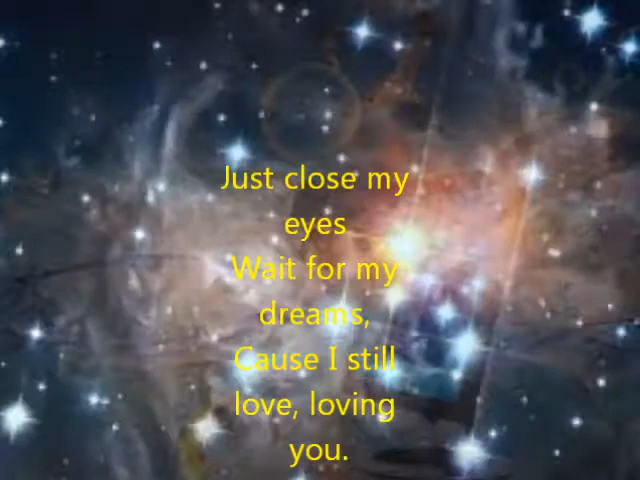 Just close my
eyes
Wait for my
dreams,
Cause I still
love, loving
you.